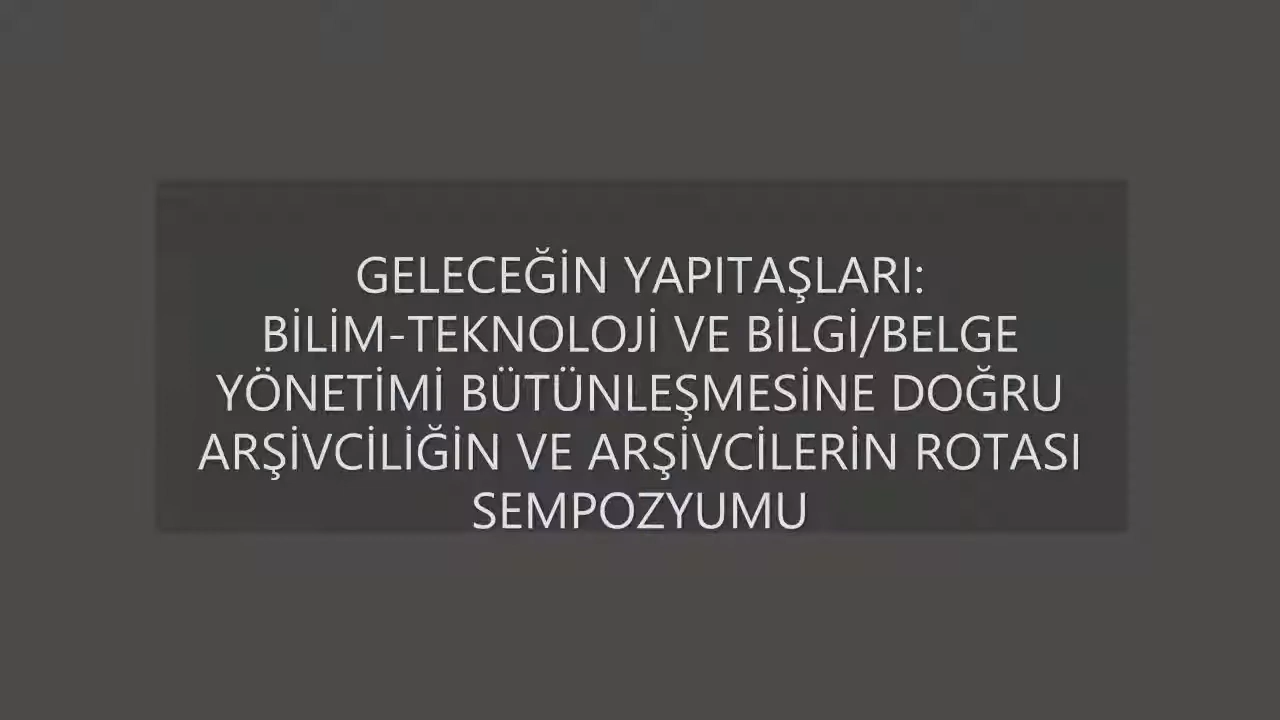 GELECEĞİN YAPITAŞLARI:
BİLİM-TEKNOLOJİ VE BİLGİ/BELGE
YÖNETİMİ BÜTÜNLEŞMESİNE DOĞRU
ARŞİVCİLİĞİN VE ARŞİVCİLERİN ROTASI
SEMPOZYUMU